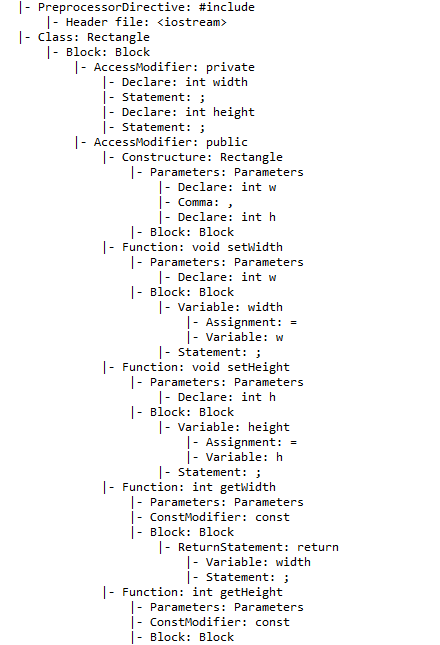 |- PreprocessorDirective: #include
    |- Header file: <iostream>
|- Class: Rectangle
    |- Block: Block
        |- AccessModifier: private
            |- Declare: int width
            |- Statement: ;
            |- Declare: int height
            |- Statement: ;
        |- AccessModifier: public
            |- Constructure: Rectangle
                |- Parameters: Parameters
                    |- Declare: int w
                    |- Comma: ,
                    |- Declare: int h
                |- Block: Block
            |- Function: void setWidth
                |- Parameters: Parameters
                    |- Declare: int w
                |- Block: Block
                    |- Variable: width
                        |- Assignment: =
                        |- Variable: w
                    |- Statement: ;
            |- Function: void setHeight
                |- Parameters: Parameters
                    |- Declare: int h
                |- Block: Block
                    |- Variable: height
                        |- Assignment: =
                        |- Variable: h
                    |- Statement: ;
            |- Function: int getWidth
                |- Parameters: Parameters
                |- ConstModifier: const
                |- Block: Block
                    |- ReturnStatement: return
                        |- Variable: width
                        |- Statement: ;
            |- Function: int getHeight
                |- Parameters: Parameters
                |- ConstModifier: const
                |- Block: Block